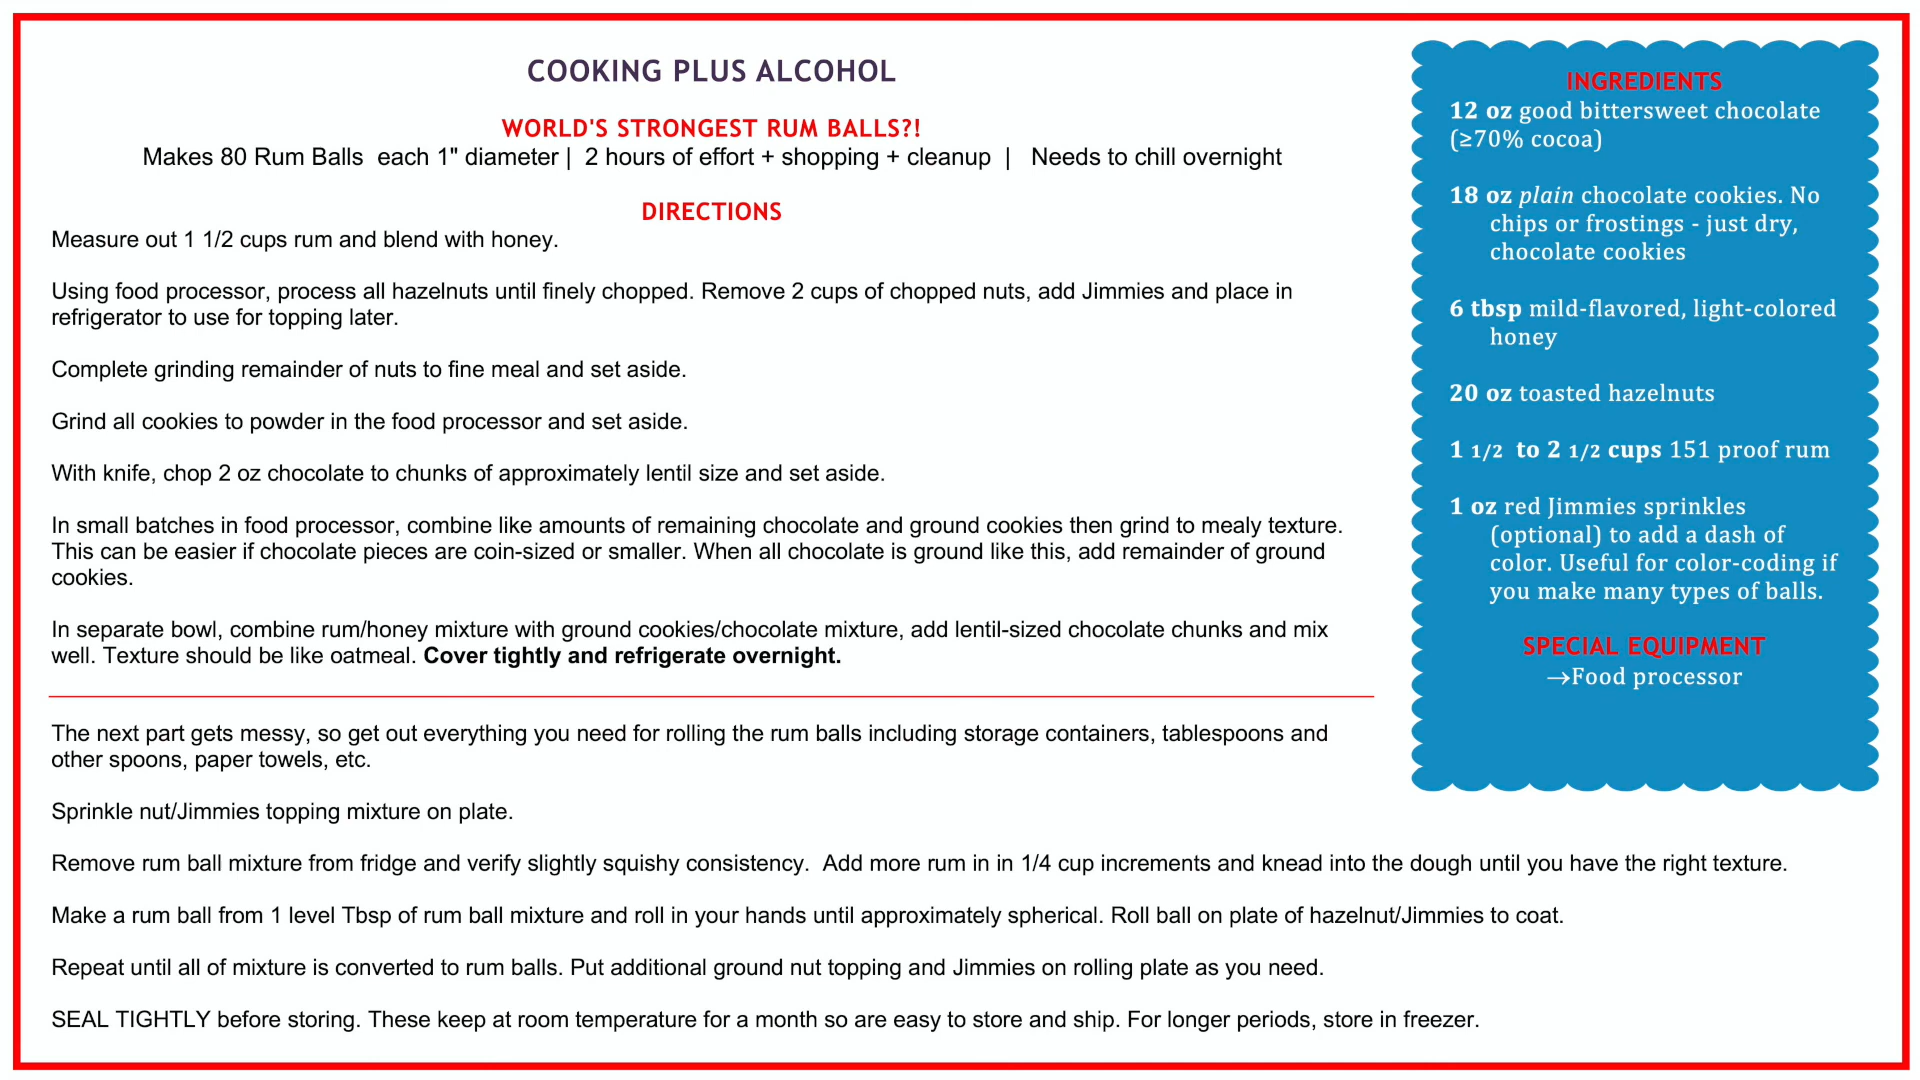 COOKING PLUS ALCOHOL
WORLD'S STRONGEST RUM BALLS?!
Makes 80 Rum Balls  each 1" diameter |  2 hours of effort + shopping + cleanup  |   Needs to chill overnight
DIRECTIONS
Measure out 1 1/2 cups rum and blend with honey.
Using food processor, process all hazelnuts until finely chopped. Remove 2 cups of chopped nuts, add Jimmies and place in
refrigerator to use for topping later.
Complete grinding remainder of nuts to fine meal and set aside.
Grind all cookies to powder in the food processor and set aside.
With knife, chop 2 oz chocolate to chunks of approximately lentil size and set aside.
In small batches in food processor, combine like amounts of remaining chocolate and ground cookies then grind to mealy texture.
This can be easier if chocolate pieces are coin-sized or smaller. When all chocolate is ground like this, add remainder of ground
cookies.
In separate bowl, combine rum/honey mixture with ground cookies/chocolate mixture, add lentil-sized chocolate chunks and mix
well. Texture should be like oatmeal. Cover tightly and refrigerate overnight.
The next part gets messy, so get out everything you need for rolling the rum balls including storage containers, tablespoons and
other spoons, paper towels, etc.
Sprinkle nut/Jimmies topping mixture on plate.
Remove rum ball mixture from fridge and verify slightly squishy consistency.  Add more rum in in 1/4 cup increments and knead into the dough until you have the right texture.
Make a rum ball from 1 level Tbsp of rum ball mixture and roll in your hands until approximately spherical. Roll ball on plate of hazelnut/Jimmies to coat.
Repeat until all of mixture is converted to rum balls. Put additional ground nut topping and Jimmies on rolling plate as you need.
SEAL TIGHTLY before storing. These keep at room temperature for a month so are easy to store and ship. For longer periods, store in freezer.
INGREDIENTS
12 oz good bittersweet chocolate
(≥70% cocoa)
18 oz plain chocolate cookies. No
chips or frostings - just dry,
chocolate cookies
6 tbsp mild-flavored, light-colored
honey
20 oz toasted hazelnuts
1 1/2  to 2 1/2 cups 151 proof rum
1 oz red Jimmies sprinkles
(optional) to add a dash of
color. Useful for color-coding if
you make many types of balls.
SPECIAL EQUIPMENT
→Food processor